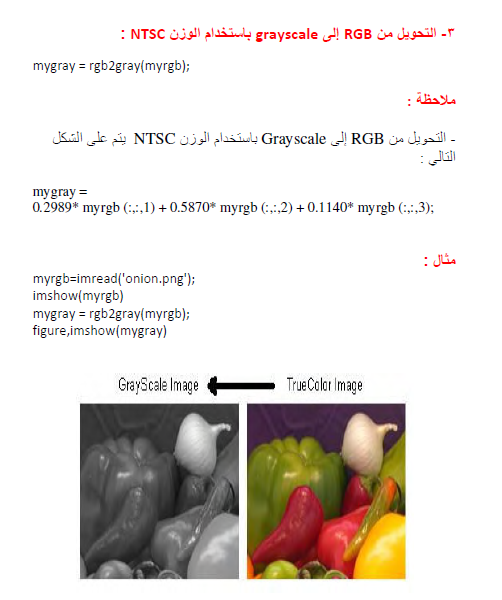 ٣- التحويل من RGB إلى grayscale باستخدام الوزن NTSC :
mygray = rgb2gray(myrgb);
ملاحظة :
- التحويل من RGB إلى Grayscale باستخدام الوزن NTSC يتم على الشكل
التالي :
mygray =
0.2989* myrgb (:,:,1) + 0.5870* myrgb (:,:,2) + 0.1140* myrgb (:,:,3);
مثال :
myrgb=imread('onion.png');
imshow(myrgb)
mygray = rgb2gray(myrgb);
figure,imshow(mygray)
GrayScale Image TrueColor Image